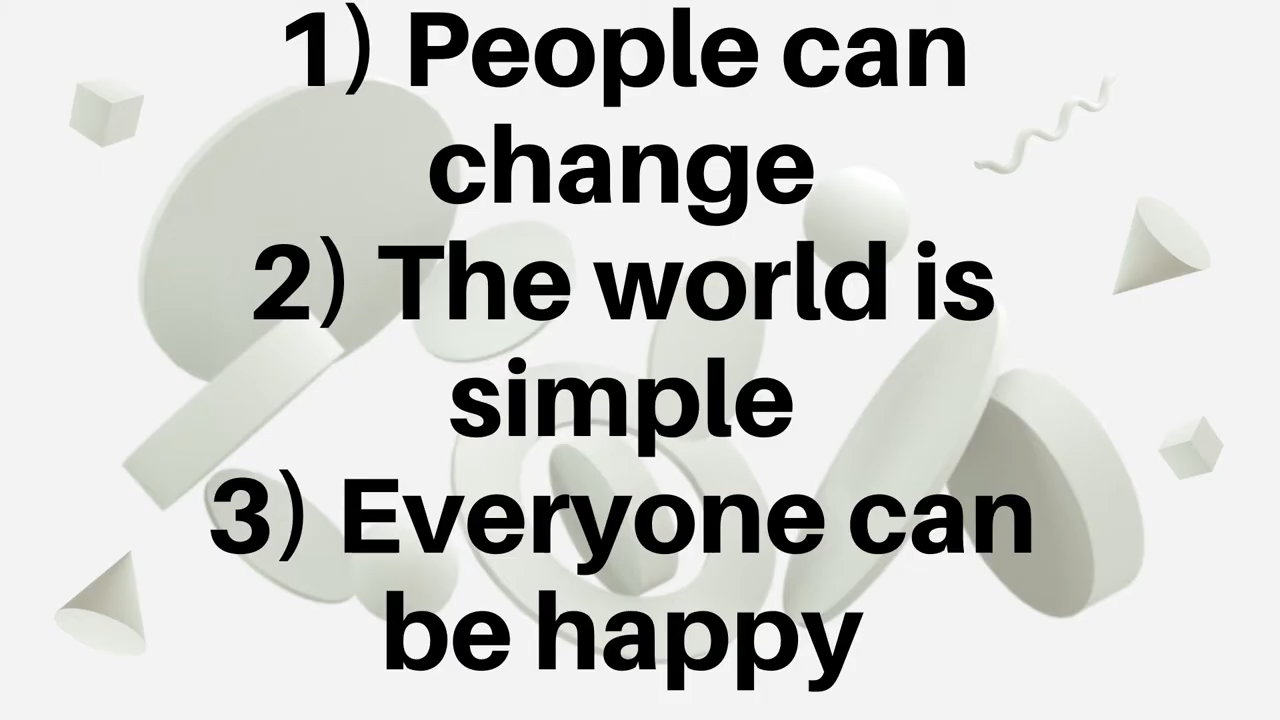 1) People can
change
2) The world is
simple
3) Everyone can
be happy